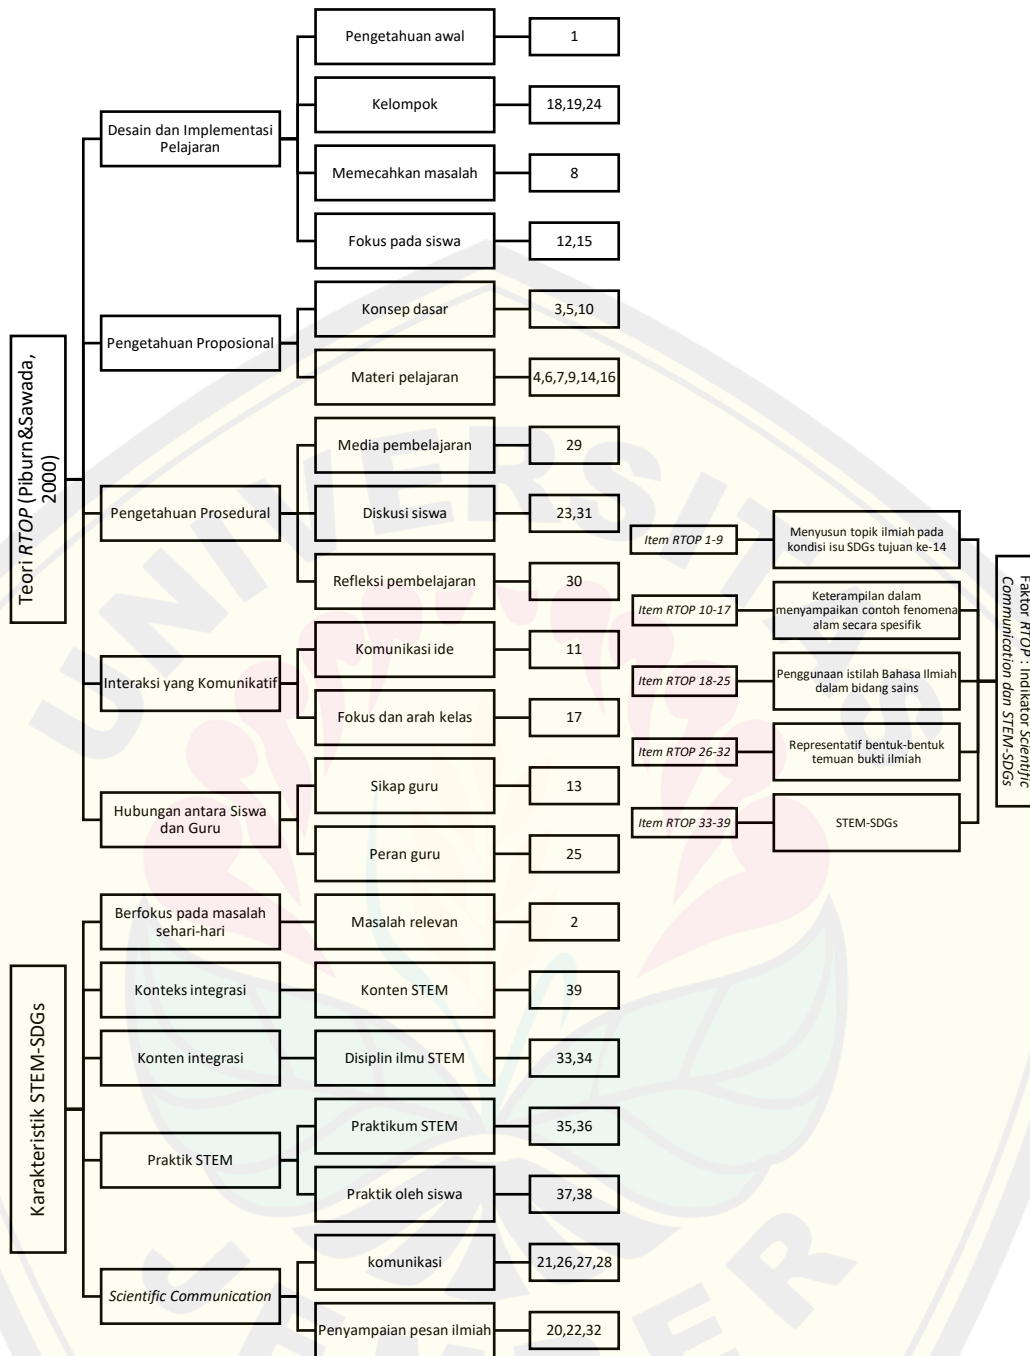 Teori RTOP (Piburn&Sawada,
2000)
Desain dan Implementasi
Pelajaran
Pengetahuan awal
1
Kelompok
18,19,24
Memecahkan masalah
8
Fokus pada siswa
12,15
Pengetahuan Proposional
Konsep dasar
3,5,10
Materi pelajaran
4,6,7,9,14,16
Pengetahuan Prosedural
Media pembelajaran
29
Diskusi siswa
23,31
Refleksi pembelajaran
30
Interaksi yang Komunikatif
Komunikasi ide
11
Fokus dan arah kelas
17
Hubungan antara Siswa
dan Guru
Sikap guru
13
Peran guru
25
Karakteristik STEM-SDGs
Berfokus pada masalah
sehari-hari
Masalah relevan
2
Konteks integrasi
Konten STEM
39
Konten integrasi
Disiplin ilmu STEM
33,34
Praktik STEM
Praktikum STEM
35,36
Praktik oleh siswa
37,38
Scientific Communication
komunikasi
21,26,27,28
Penyampaian pesan ilmiah
20,22,32
Item RTOP 1-9
Menyusun topik ilmiah pada
kondisi isu SDGs tujuan ke-14
Item RTOP 10-17
Keterampilan dalam
menyampaikan contoh fenomena
alam secara spesifik
Item RTOP 18-25
Penggunaan istilah Bahasa Ilmiah
dalam bidang sains
Item RTOP 26-32
Representatif bentuk-bentuk
temuan bukti ilmiah
Item RTOP 33-39
STEM-SDGs
Faktor RTOP : Indikator Scientific
Communication dan STEM-SDGs
UNIVERSITAS
JEMBER